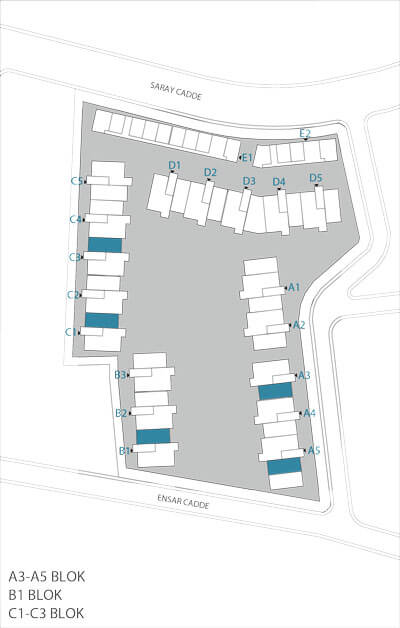 SARAY CADDE
E2
E1
D1
D2
D3
D4
D5
C5
C4
C3
C2
C1
A1
A2
B3
A3
B2
A4
B1
A5
ENSAR CADDE
A3-A5 BLOK
B1 BLOK
C1-C3 BLOK